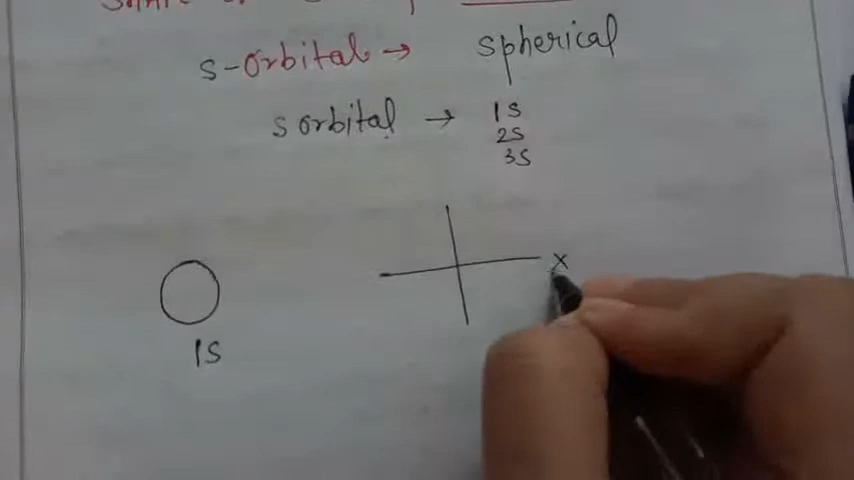 s-orbital → spherical
s orbital → 1s
2s
3s
x
1s